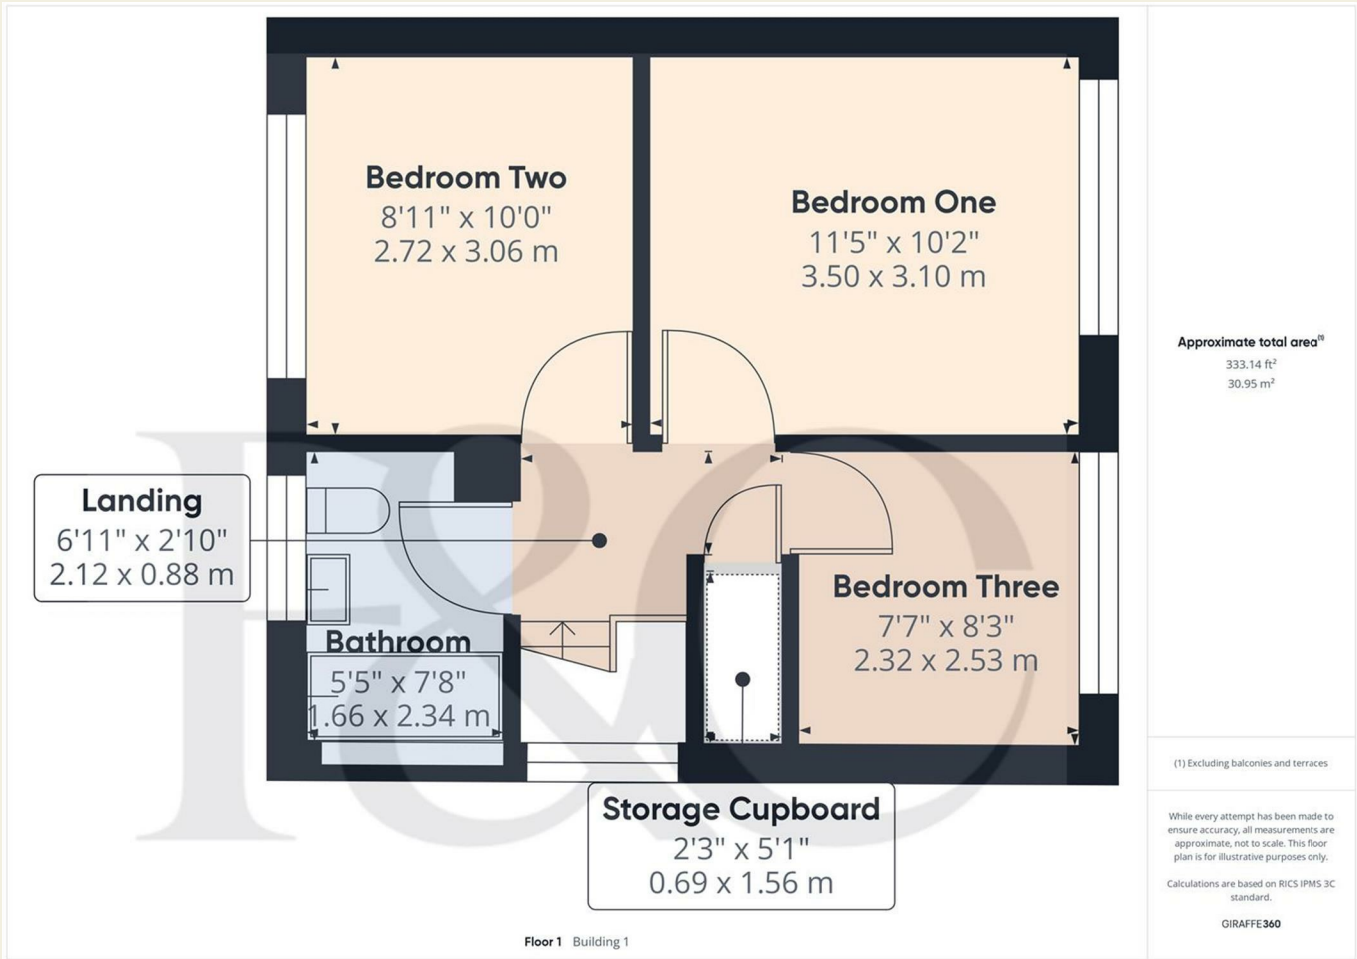 Bedroom Two
8'11" x 10'0"
2.72 x 3.06 m
Bedroom One
11'5" x 10'2"
3.50 x 3.10 m
Approximate total area⁽¹⁾
333.14 ft²
30.95 m²
Landing
6'11" x 2'10"
2.12 x 0.88 m
Bedroom Three
7'7" x 8'3"
2.32 x 2.53 m
Bathroom
5'5" x 7'8"
1.66 x 2.34 m
Storage Cupboard
2'3" x 5'1"
0.69 x 1.56 m
(1) Excluding balconies and terraces
While every attempt has been made to
ensure accuracy, all measurements are
approximate, not to scale. This floor
plan is for illustrative purposes only.
Calculations are based on RICS IPMS 3C
standard.
GIRAFFE360
Floor 1 Building 1
F&C